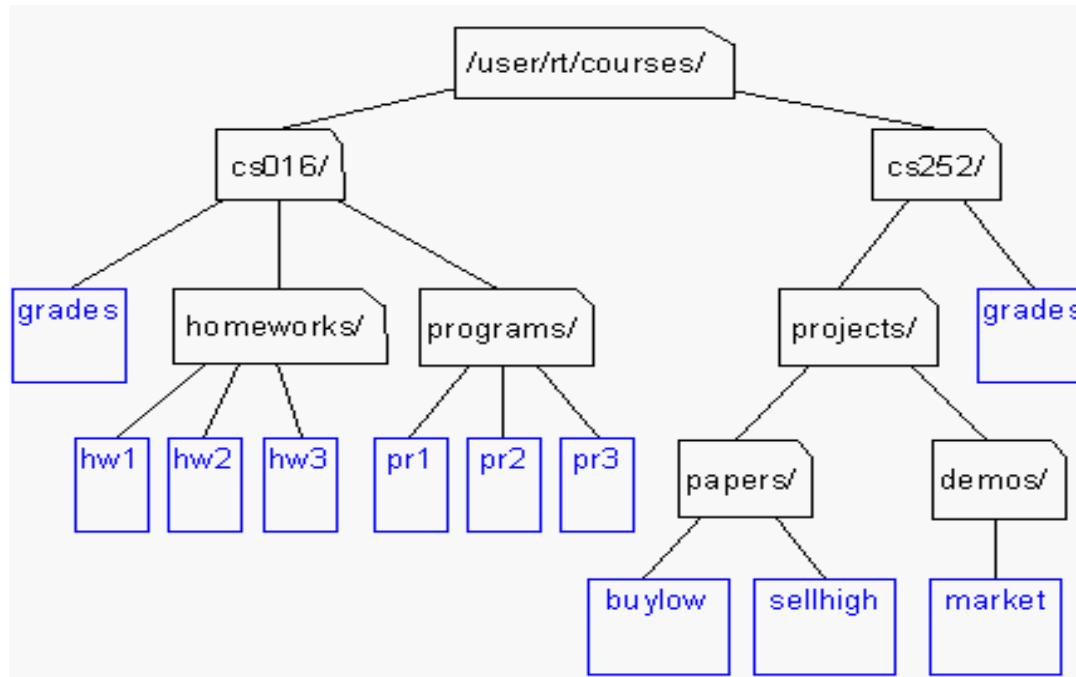 /user/rt/courses/
cs016/
cs252/
grades
homeworks/
programs/
projects/
grades
hw1
hw2
hw3
pr1
pr2
pr3
papers/
demos/
buylow
sellhigh
market